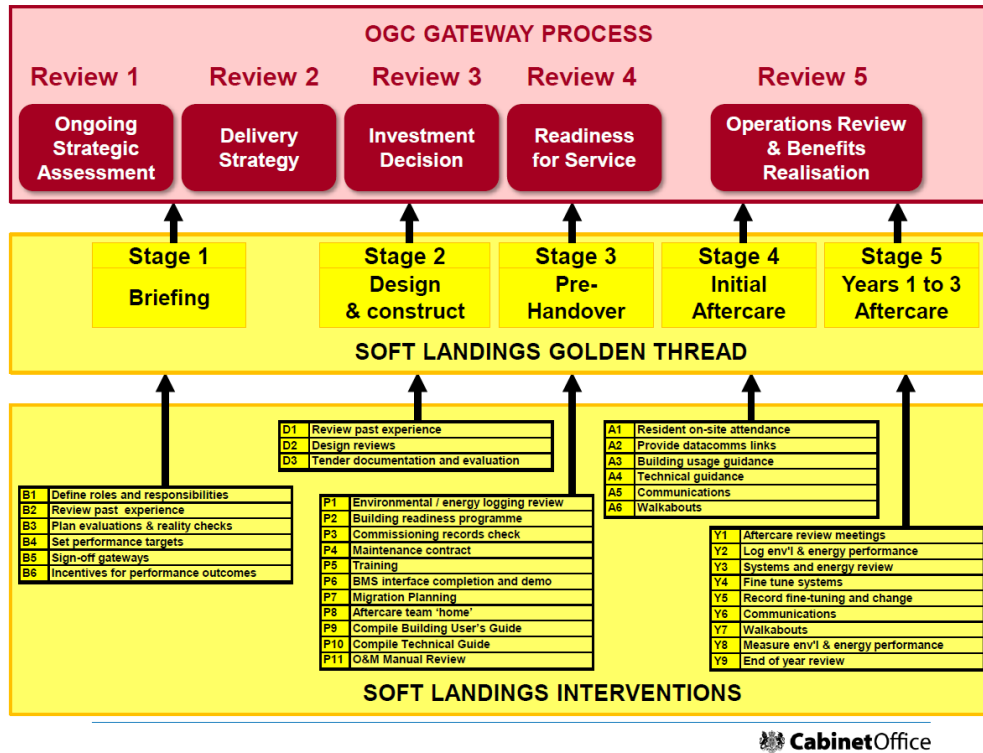 OGC GATEWAY PROCESS
Review 1
Review 2
Review 3
Review 4
Review 5
Ongoing
Strategic
Assessment
Delivery
Strategy
Investment
Decision
Readiness
for Service
Operations Review
& Benefits
Realisation
Stage 1
Briefing
Stage 2
Design
& construct
Stage 3
Pre-
Handover
Stage 4
Initial
Aftercare
Stage 5
Years 1 to 3
Aftercare
SOFT LANDINGS GOLDEN THREAD
B1 Define roles and responsibilities
B2 Review past experience
B3 Plan evaluations & reality checks
B4 Set performance targets
B5 Sign-off gateways
B6 Incentives for performance outcomes
D1 Review past experience
D2 Design reviews
D3 Tender documentation and evaluation
P1 Environmental / energy logging review
P2 Building readiness programme
P3 Commissioning records check
P4 Maintenance contract
P5 Training
P6 BMS interface completion and demo
P7 Migration Planning
P8 Aftercare team ‘home’
P9 Compile Building User's Guide
P10 Compile Technical Guide
P11 O&M Manual Review
A1 Resident on-site attendance
A2 Provide datacomms links
A3 Building usage guidance
A4 Technical guidance
A5 Communications
A6 Walkabouts
Y1 Aftercare review meetings
Y2 Log env'l & energy performance
Y3 Systems and energy review
Y4 Fine tune systems
Y5 Record fine-tuning and change
Y6 Communications
Y7 Walkabouts
Y8 Measure env'l & energy performance
Y9 End of year review
SOFT LANDINGS INTERVENTIONS
CabinetOffice